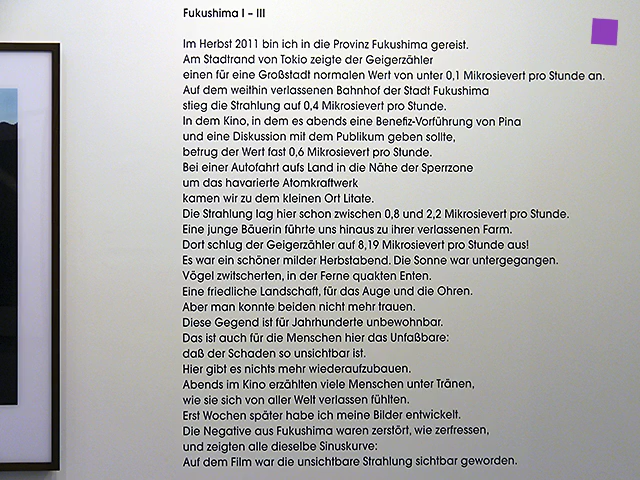 Fukushima I – III
Im Herbst 2011 bin ich in die Provinz Fukushima gereist.
Am Stadtrand von Tokio zeigte der Geigerzähler
einen für eine Großstadt normalen Wert von unter 0,1 Mikrosievert pro Stunde an.
Auf dem weithin verlassenen Bahnhof der Stadt Fukushima
stieg die Strahlung auf 0,4 Mikrosievert pro Stunde.
In dem Kino, in dem es abends eine Benefiz-Vorführung von Pina
und eine Diskussion mit dem Publikum geben sollte,
betrug der Wert fast 0,6 Mikrosievert pro Stunde.
Bei einer Autofahrt aufs Land in die Nähe der Sperrzone
um das havarierte Atomkraftwerk
kamen wir zu dem kleinen Ort Litate.
Die Strahlung lag hier schon zwischen 0,8 und 2,2 Mikrosievert pro Stunde.
Eine junge Bäuerin führte uns hinaus zu ihrer verlassenen Farm.
Dort schlug der Geigerzähler auf 8,19 Mikrosievert pro Stunde aus!
Es war ein schöner milder Herbstabend. Die Sonne war untergegangen.
Vögel zwitscherten, in der Ferne quakten Enten.
Eine friedliche Landschaft, für das Auge und die Ohren.
Aber man konnte beiden nicht mehr trauen.
Diese Gegend ist für Jahrhunderte unbewohnbar.
Das ist auch für die Menschen hier das Unfaßbare:
daß der Schaden so unsichtbar ist.
Hier gibt es nichts mehr wiederaufzubauen.
Abends im Kino erzählten viele Menschen unter Tränen,
wie sie sich von aller Welt verlassen fühlten.
Erst Wochen später habe ich meine Bilder entwickelt.
Die Negative aus Fukushima waren zerstört, wie zerfressen,
und zeigten alle dieselbe Sinuskurve:
Auf dem Film war die unsichtbare Strahlung sichtbar geworden.